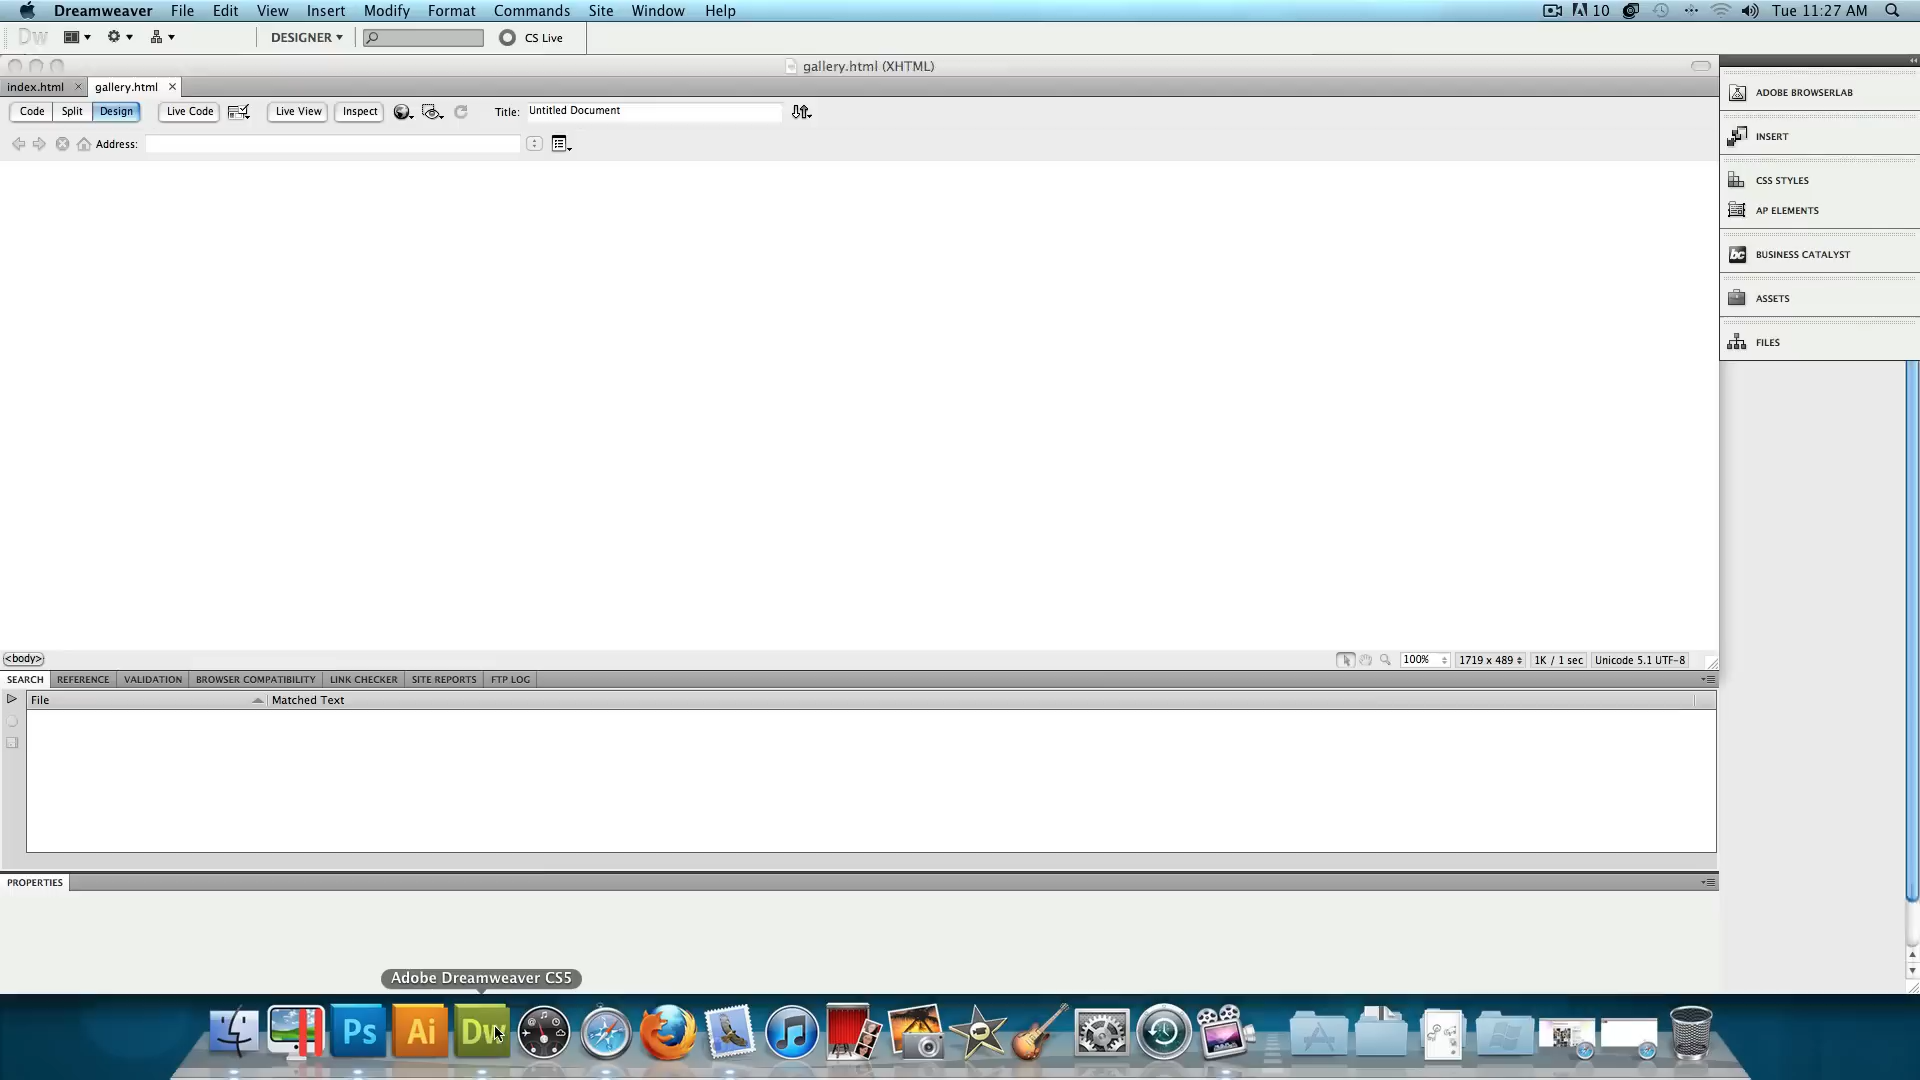 Dreamweaver File Edit View Insert Modify Format Commands Site Window Help 10 Tue 11:27 AM
Dw DESIGNER CS Live
gallery.html (XHTML)
index.html gallery.html
Code Split Design Live Code Live View Inspect Title: Untitled Document
Address:
ADOBE BROWSERLAB
INSERT
CSS STYLES
AP ELEMENTS
bc BUSINESS CATALYST
ASSETS
FILES
<body> 100% 1719 x 489 1K / 1 sec Unicode 5.1 UTF-8
SEARCH REFERENCE VALIDATION BROWSER COMPATIBILITY LINK CHECKER SITE REPORTS FTP LOG
File Matched Text
PROPERTIES
Adobe Dreamweaver CS5
Ps Ai Dw